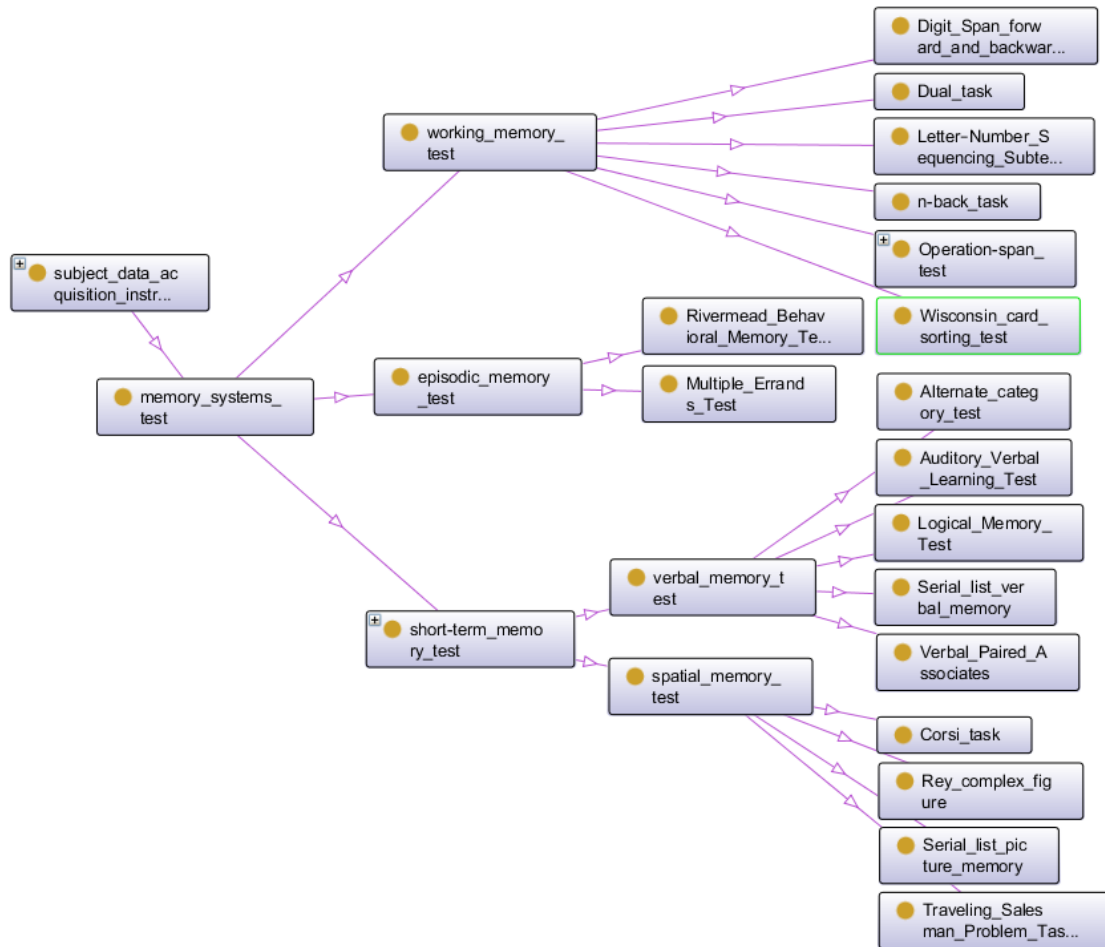 Digit_Span_forw
ard_and_backwar...
Dual_task
working_memory_
test
Letter-Number_S
equencing_Subte...
n-back_task
Operation-span_
test
subject_data_ac
quisition_instr...
Wisconsin_card_
sorting_test
Rivermead_Behav
ioral_Memory_Te...
episodic_memory
_test
Multiple_Errand
s_Test
memory_systems_
test
Alternate_categ
ory_test
Auditory_Verbal
_Learning_Test
Logical_Memory_
Test
verbal_memory_t
est
Serial_list_ver
bal_memory
short-term_memo
ry_test
Verbal_Paired_A
ssociates
spatial_memory_
test
Corsi_task
Rey_complex_fig
ure
Serial_list_pic
ture_memory
Traveling_Sales
man_Problem_Tas...